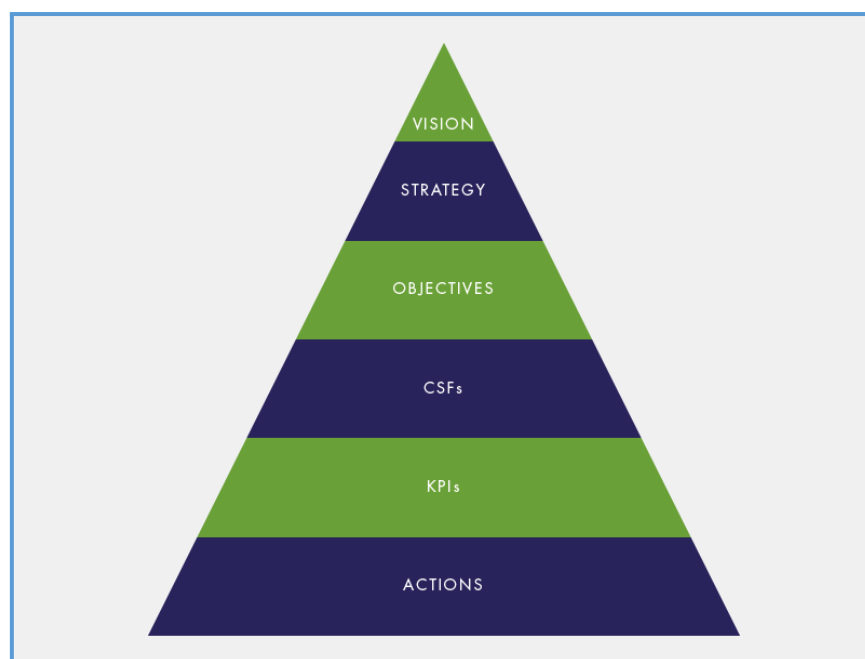 VISION
STRATEGY
OBJECTIVES
CSFs
KPIs
ACTIONS